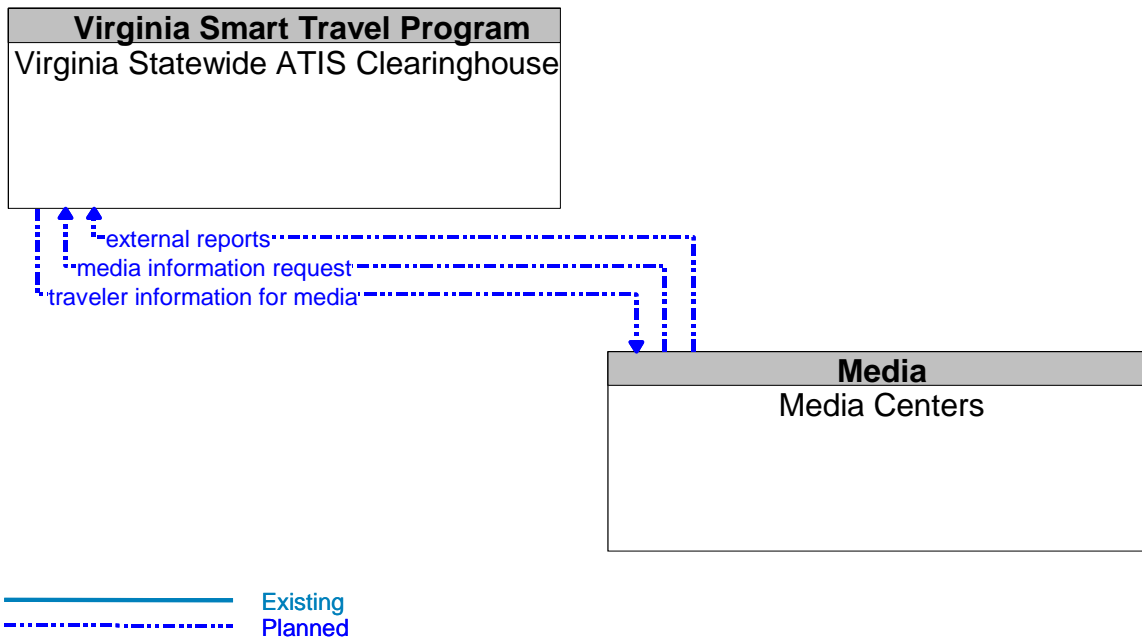 Virginia Smart Travel Program
Virginia Statewide ATIS Clearinghouse
external reports
media information request
traveler information for media
Media
Media Centers
Existing
Planned